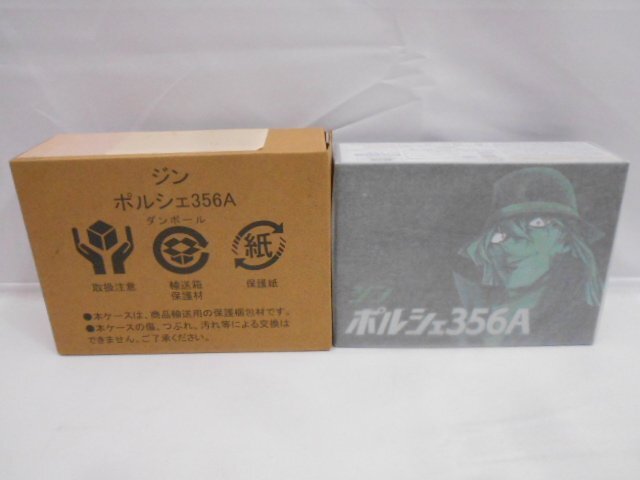 ジン
ポルシェ356A
ダンボール
取扱注意
輸送箱
保護材
紙
保護紙
●本ケースは、商品輸送用の保護梱包材です。
●本ケースの傷、つぶれ、汚れ等による交換は
できません。ご了承ください。
ジン
ポルシェ356A